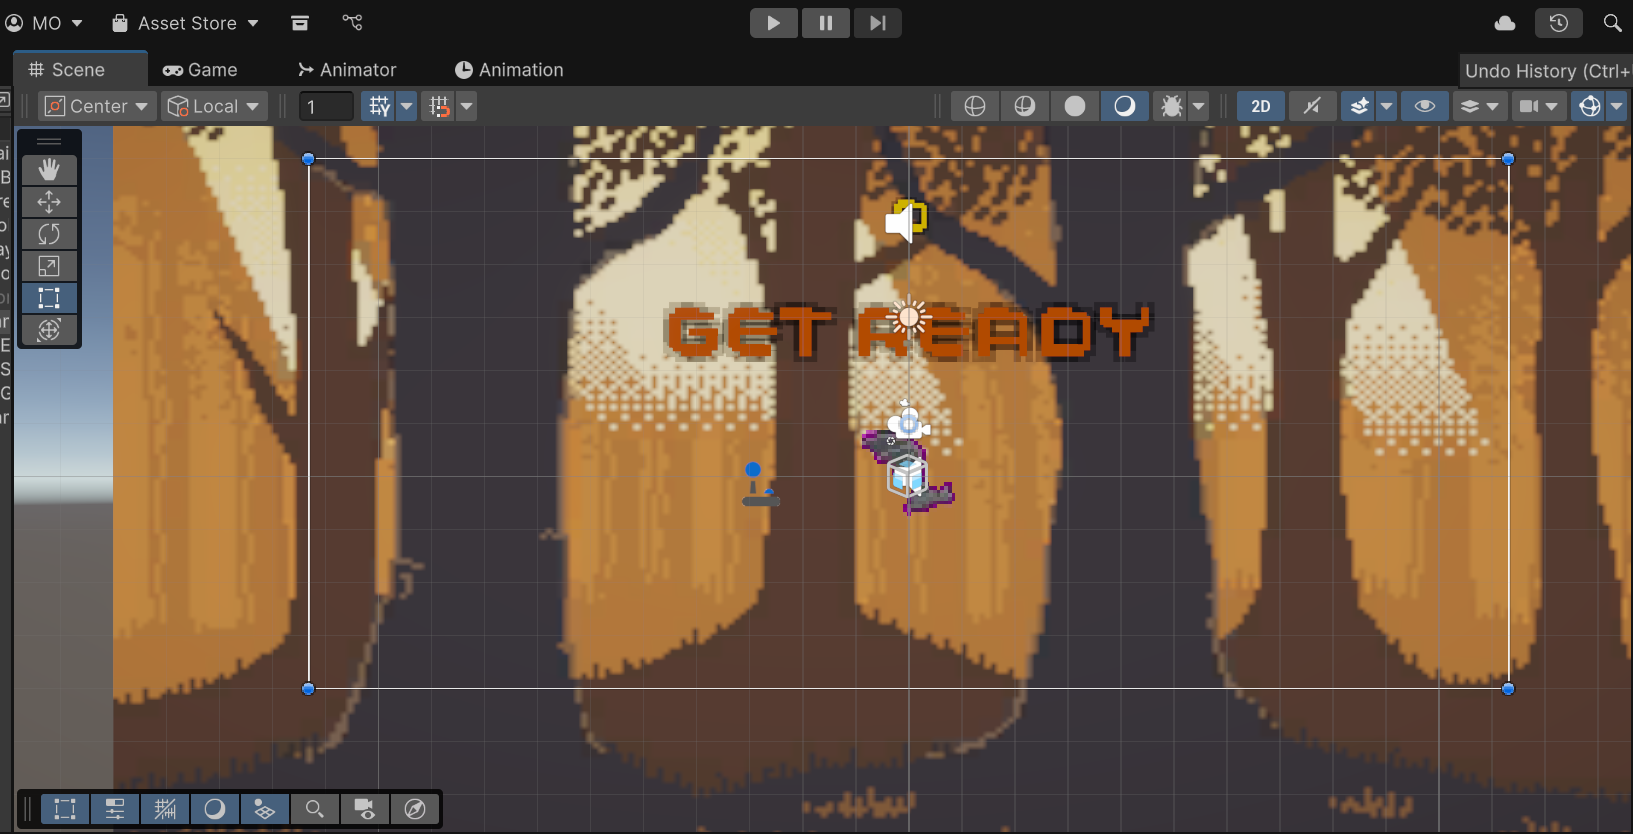 MO
Asset Store
Scene
Game
Animator
Animation
Undo History (Ctrl+
Center
Local
1
2D
GET READY